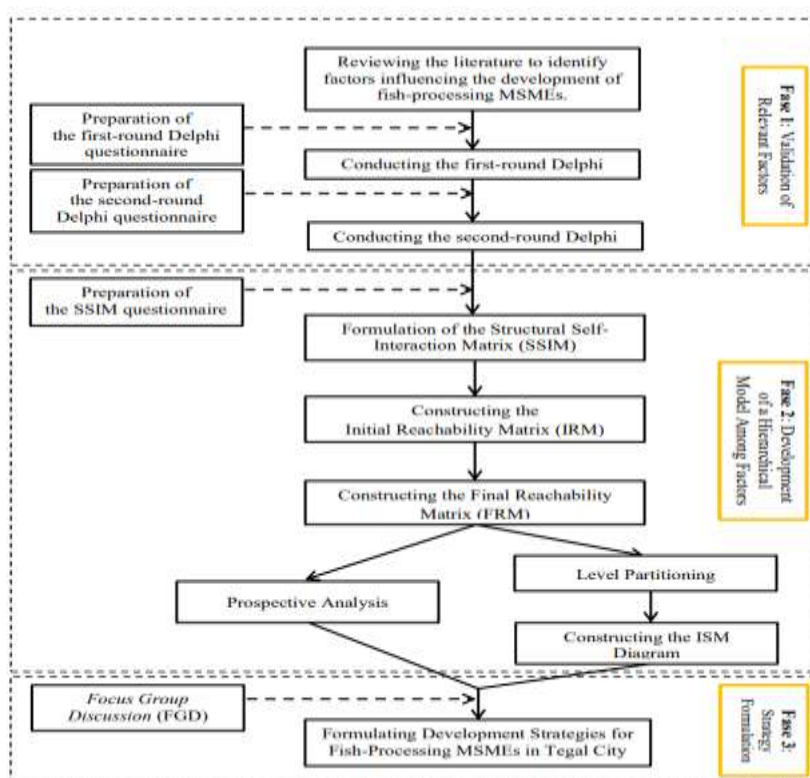 Reviewing the literature to identify
factors influencing the development of
fish-processing MSMEs.
Preparation of
the first-round Delphi
questionnaire
Conducting the first-round Delphi
Preparation of
the second-round
Delphi questionnaire
Conducting the second-round Delphi
Fase 1: Validation of
Relevant Factors
Preparation of
the SSIM questionnaire
Formulation of the Structural Self-
Interaction Matrix (SSIM)
Constructing the
Initial Reachability Matrix (IRM)
Constructing the Final Reachability
Matrix (FRM)
Prospective Analysis
Level Partitioning
Constructing the ISM
Diagram
Fase 2: Development
of a Hierarchical
Model Among Factors
Focus Group
Discussion (FGD)
Formulating Development Strategies for
Fish-Processing MSMEs in Tegal City
Fase 3:
Strategy
Formulation